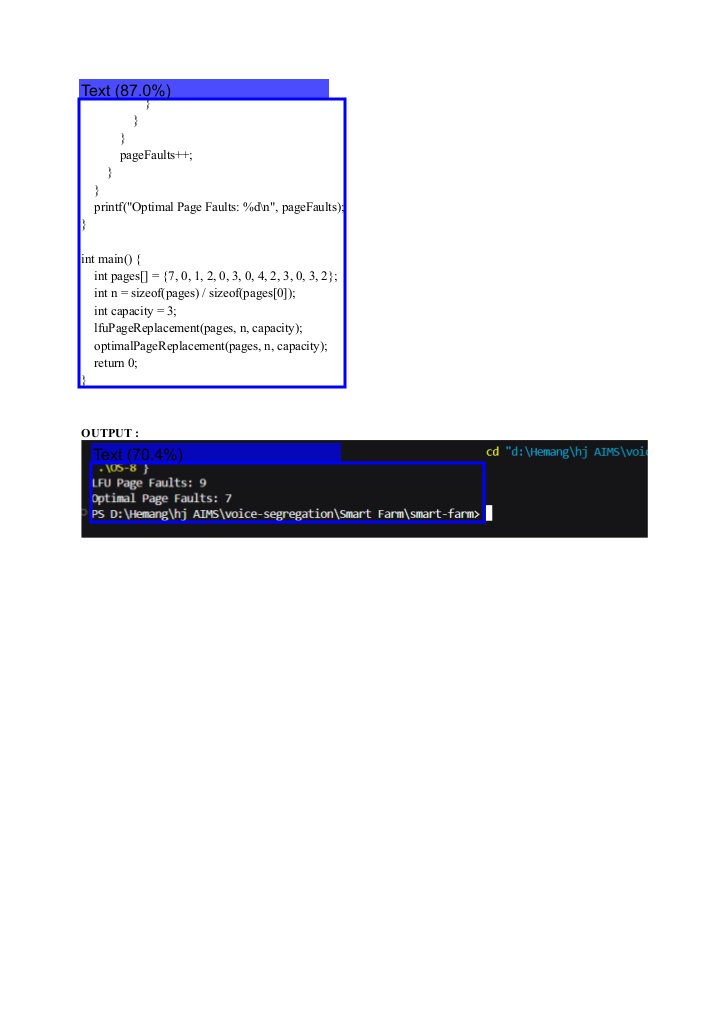 Text (87.0%)
}
}
}
pageFaults++;
}
}
printf("Optimal Page Faults: %d\n", pageFaults);
}
int main() {
int pages[] = {7, 0, 1, 2, 0, 3, 0, 4, 2, 3, 0, 3, 2};
int n = sizeof(pages) / sizeof(pages[0]);
int capacity = 3;
lfuPageReplacement(pages, n, capacity);
optimalPageReplacement(pages, n, capacity);
return 0;
}
OUTPUT :
Text (70.4%) cd "d:\Hemang\hj AIMS\voic
.\OS-8 }
LFU Page Faults: 9
Optimal Page Faults: 7
PS D:\Hemang\hj AIMS\voice-segregation\Smart Farm\smart-farm>